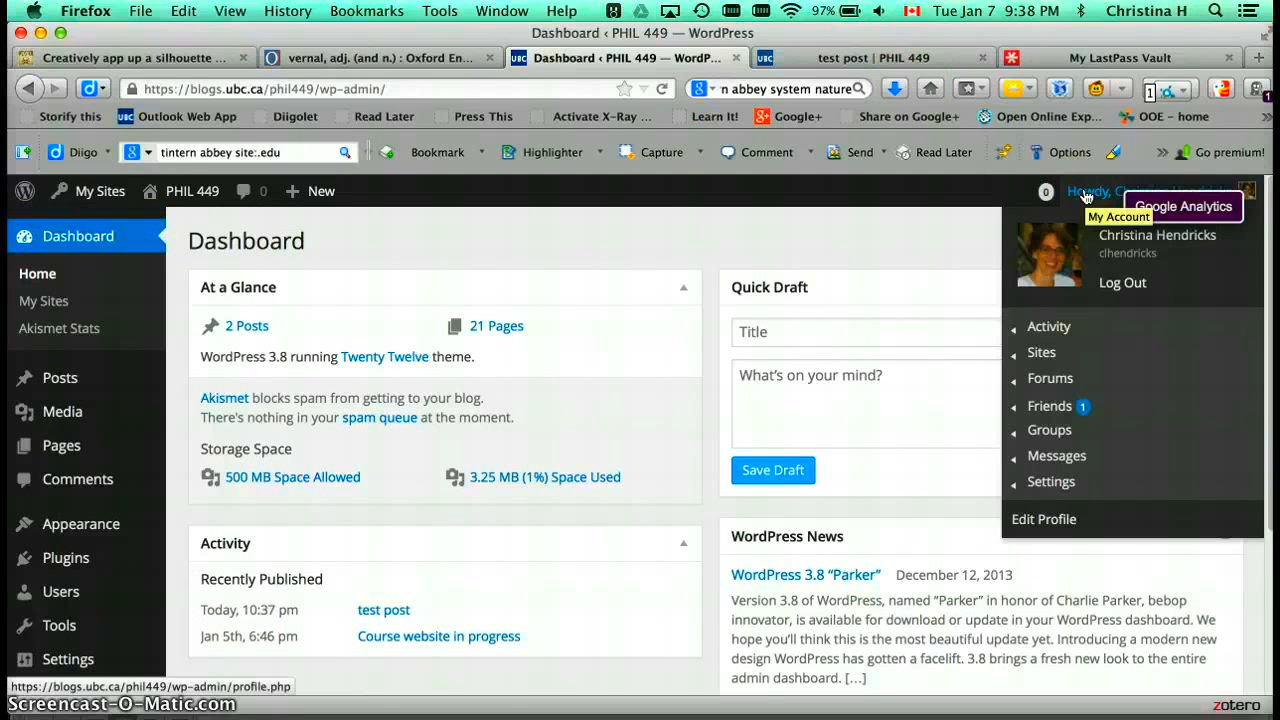 Firefox File Edit View History Bookmarks Tools Window Help 97% Tue Jan 7 9:38 PM Christina H
Dashboard ‹ PHIL 449 — WordPress
Creatively app up a silhouette ... vernal, adj. (and n.) : Oxford En... Dashboard ‹ PHIL 449 — WordP... test post | PHIL 449 My LastPass Vault
https://blogs.ubc.ca/phil449/wp-admin/ n abbey system nature 1 1
Storify this Outlook Web App Diigolet Read Later Press This Activate X-Ray ... Learn It! Google+ Share on Google+ Open Online Exp... OOE - home
Diigo tintern abbey site:.edu Bookmark Highlighter Capture Comment Send Read Later Options Go premium!
My Sites PHIL 449 0 New 0 Howdy,
Google Analytics
My Account
Christina Hendricks
clhendricks
Log Out
Activity
Sites
Forums
Friends 1
Groups
Messages
Settings
Edit Profile
Dashboard
Home
My Sites
Akismet Stats
Posts
Media
Pages
Comments
Appearance
Plugins
Users
Tools
Settings
Dashboard
At a Glance
2 Posts 21 Pages
WordPress 3.8 running Twenty Twelve theme.
Akismet blocks spam from getting to your blog.
There's nothing in your spam queue at the moment.
Storage Space
500 MB Space Allowed 3.25 MB (1%) Space Used
Activity
Recently Published
Today, 10:37 pm test post
Jan 5th, 6:46 pm Course website in progress
Quick Draft
Title
What's on your mind?
Save Draft
WordPress News
WordPress 3.8 “Parker” December 12, 2013
Version 3.8 of WordPress, named “Parker” in honor of Charlie Parker, bebop
innovator, is available for download or update in your WordPress dashboard. We
hope you'll think this is the most beautiful update yet. Introducing a modern new
design WordPress has gotten a facelift. 3.8 brings a fresh new look to the entire
admin dashboard. [...]
https://blogs.ubc.ca/phil449/wp-admin/profile.php
Screencast-O-Matic.com
zotero